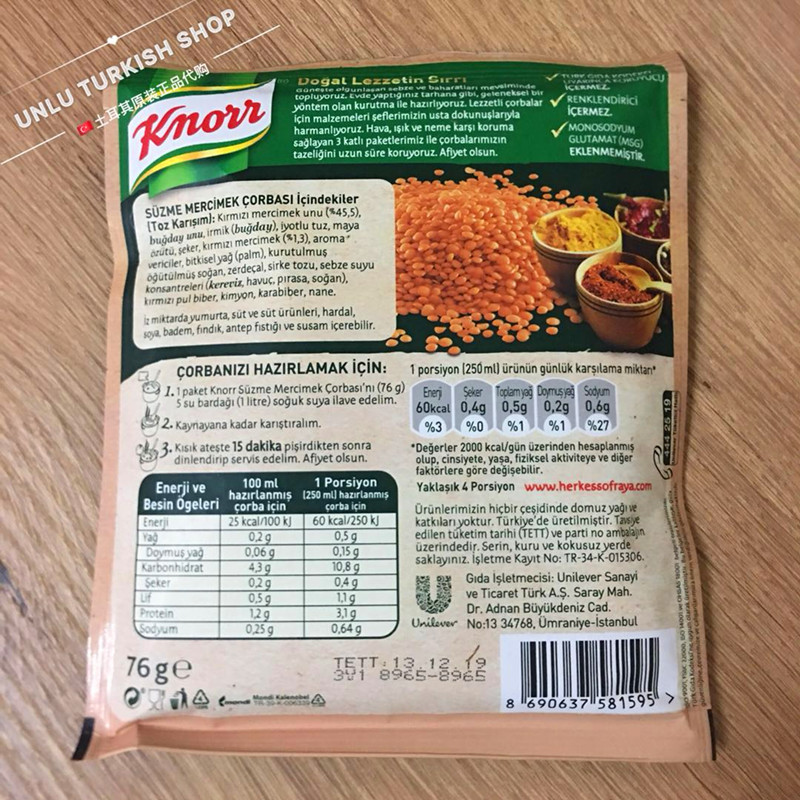 UNLU TURKISH SHOP
土耳其原装正品代购
Knorr
Doğal Lezzetin Sırrı
Güneşte olgunlaşan sebze ve baharatları mevsiminde
topluyoruz. Evde yaptığınız tarhana gibi, geleneksel bir
yöntem olan kurutma ile hazırlıyoruz. Lezzetli çorbalar
için malzemeleri şeflerimizin usta dokunuşlarıyla
harmanlıyoruz. Hava, ışık ve neme karşı koruma
sağlayan 3 katlı paketlerimiz ile çorbalarımızın
tazeliğini uzun süre koruyoruz. Afiyet olsun.
TÜRK GIDA KODEKSİ
UYARINCA KORUYUCU
İÇERMEZ.
RENKLENDİRİCİ
İÇERMEZ.
MONOSODYUM
GLUTAMAT (MSG)
EKLENMEMİŞTİR.
SÜZME MERCİMEK ÇORBASI İçindekiler
(Toz Karışım): Kırmızı mercimek unu (%45,5),
buğday unu, irmik (buğday), iyotlu tuz, maya
özütü, şeker, kırmızı mercimek (%1,3), aroma
vericiler, bitkisel yağ (palm), kurutulmuş
öğütülmüş soğan, zerdeçal, sirke tozu, sebze suyu
konsantreleri (kereviz, havuç, pırasa, soğan),
kırmızı pul biber, kimyon, karabiber, nane.
İz miktarda yumurta, süt ve süt ürünleri, hardal,
soya, badem, fındık, antep fıstığı ve susam içerebilir.
ÇORBANIZI HAZIRLAMAK İÇİN:
1. 1 paket Knorr Süzme Mercimek Çorbası'nı (76 g)
5 su bardağı (1 litre) soğuk suya ilave edelim.
2. Kaynayana kadar karıştıralım.
3. Kısık ateşte 15 dakika pişirdikten sonra
dinlendirip servis edelim. Afiyet olsun.
1 porsiyon (250 ml) ürünün günlük karşılama miktarı*
Enerji Şeker Toplam yağ Doymuş yağ Sodyum
60kcal 0,4g 0,5g 0,2g 0,6g
%3 %0 %1 %1 %27
*Değerler 2000 kcal/gün üzerinden hesaplanmış
olup, cinsiyete, yaşa, fiziksel aktiviteye ve diğer
faktörlere göre değişebilir.
Yaklaşık 4 Porsiyon www.herkessofraya.com
444 25 19
Enerji ve Besin Ögeleri 100 ml hazırlanmış çorba için 1 Porsiyon (250 ml) hazırlanmış çorba için
Enerji 25 kcal/100 kJ 60 kcal/250 kJ
Yağ 0,2 g 0,5 g
Doymuş yağ 0,06 g 0,15 g
Karbonhidrat 4,3 g 10,8 g
Şeker 0,2 g 0,4 g
Lif 0,5 g 1,1 g
Protein 1,2 g 3,1 g
Sodyum 0,25 g 0,64 g
Ürünlerimizin hiçbir çeşidinde domuz yağı ve
katkıları yoktur. Türkiye'de üretilmiştir. Tavsiye
edilen tüketim tarihi (TETT) ve parti no ambalajın
üzerindedir. Serin, kuru ve kokusuz yerde
saklayınız. İşletme Kayıt No: TR-34-K-015306.
Unilever
Gıda İşletmecisi: Unilever Sanayi
ve Ticaret Türk A.Ş. Saray Mah.
Dr. Adnan Büyükdeniz Cad.
No:13 34768, Ümraniye-İstanbul
76 g e
TETT:13.12.19
3V1 8965-8965
mondi Mondi Kalenobel
8 690637 581595 >